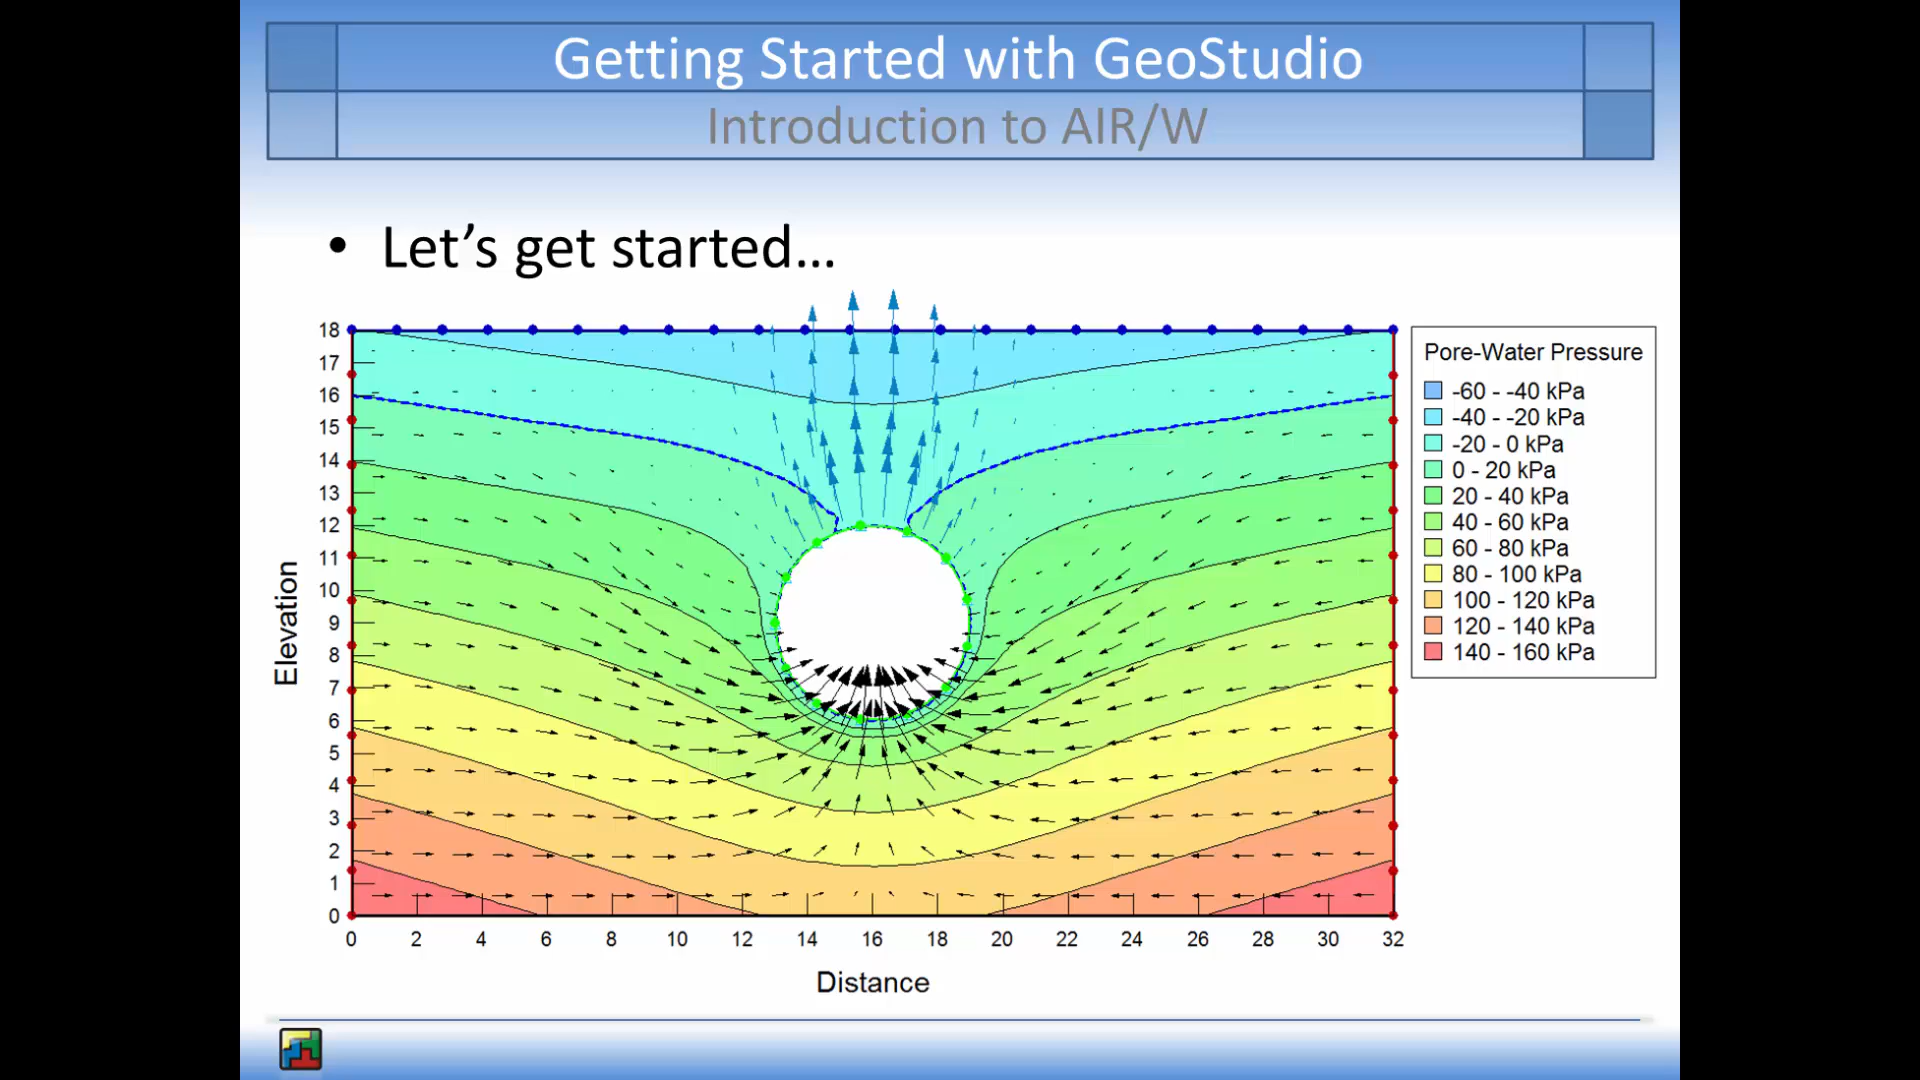 Getting Started with GeoStudio
Introduction to AIR/W
• Let’s get started…
Pore-Water Pressure
-60 - -40 kPa
-40 - -20 kPa
-20 - 0 kPa
0 - 20 kPa
20 - 40 kPa
40 - 60 kPa
60 - 80 kPa
80 - 100 kPa
100 - 120 kPa
120 - 140 kPa
140 - 160 kPa
Elevation
18
17
16
15
14
13
12
11
10
9
8
7
6
5
4
3
2
1
0
0 2 4 6 8 10 12 14 16 18 20 22 24 26 28 30 32
Distance